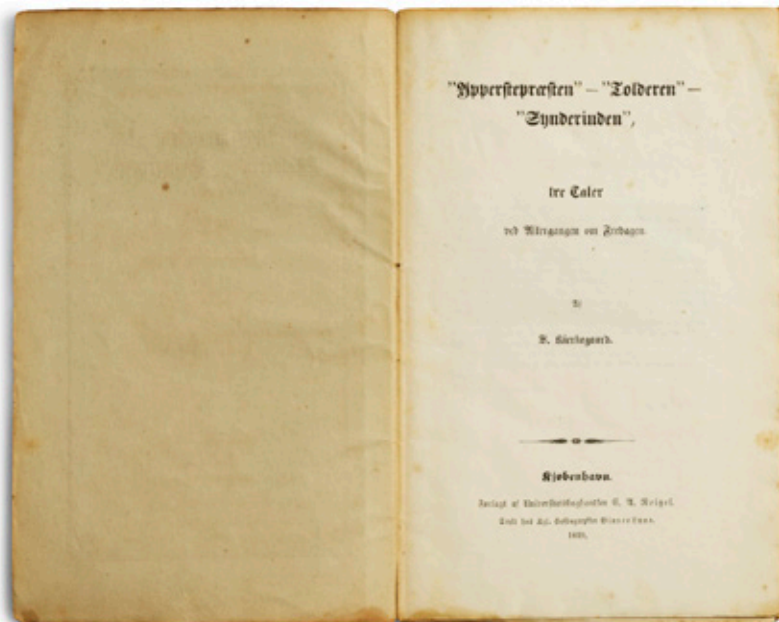 "Ypperstepræsten" – "Tolderen" –
"Synderinden",
tre Taler
ved Altergangen om Fredagen.
Af
S. Kierkegaard.
Kjøbenhavn.
Forlagt af Universitetsboghandler C. A. Reitzel.
Trykt hos Kgl. Hofbogtrykker Bianco Luno.
1849.